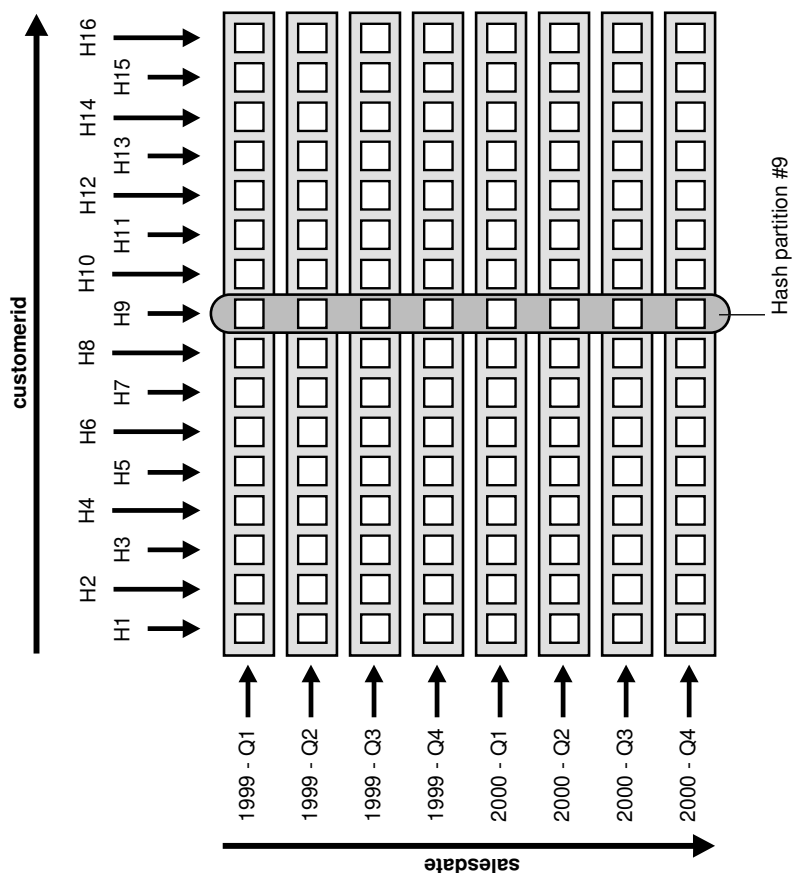 customerid
H1
H2
H3
H4
H5
H6
H7
H8
H9
H10
H11
H12
H13
H14
H15
H16
salesdate
1999 - Q1
1999 - Q2
1999 - Q3
1999 - Q4
2000 - Q1
2000 - Q2
2000 - Q3
2000 - Q4
Hash partition #9